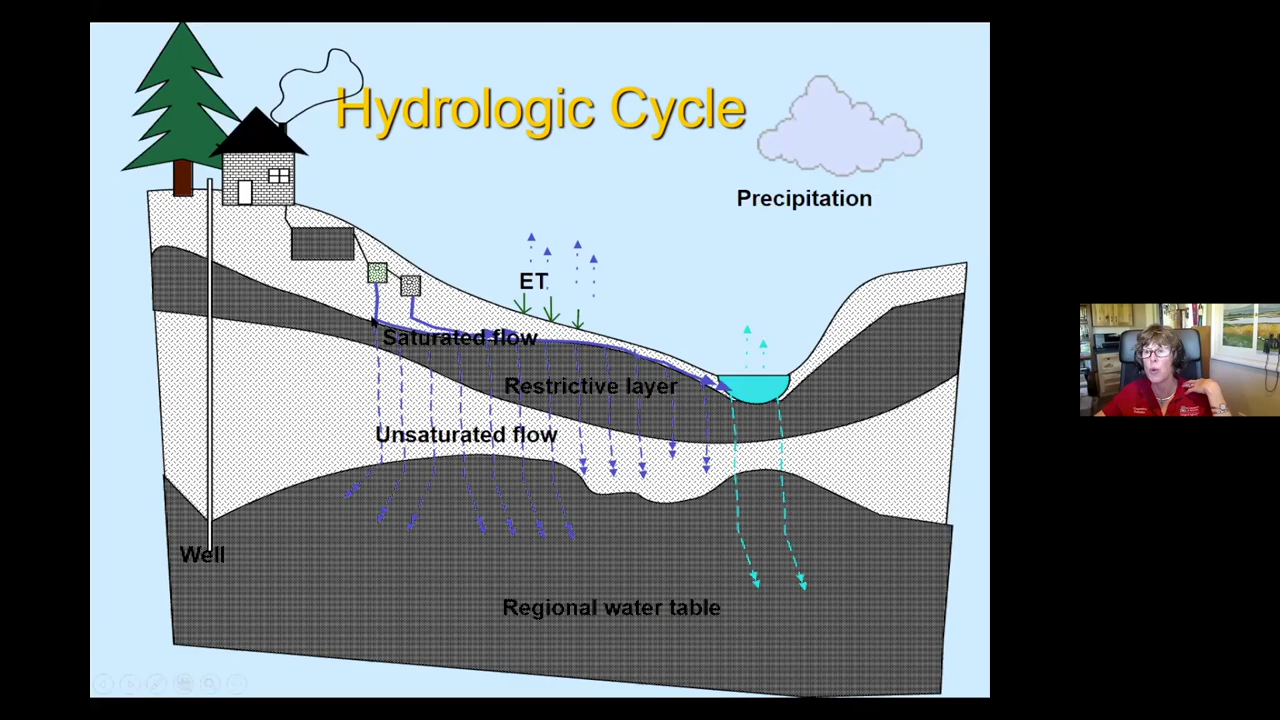 Hydrologic Cycle
Precipitation
ET
Saturated flow
Restrictive layer
Unsaturated flow
Well
Regional water table